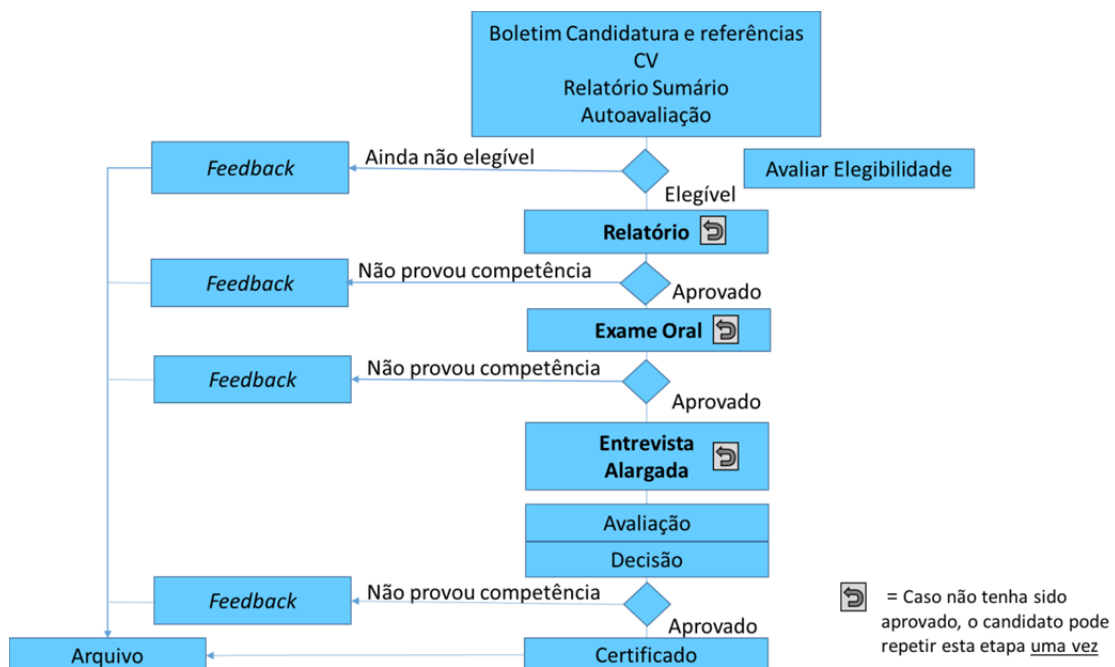 Boletim Candidatura e referências
CV
Relatório Sumário
Autoavaliação
Feedback
Ainda não elegível
Avaliar Elegibilidade
Elegível
Relatório
Feedback
Não provou competência
Aprovado
Exame Oral
Feedback
Não provou competência
Aprovado
Entrevista
Alargada
Avaliação
Decisão
Feedback
Não provou competência
Aprovado
= Caso não tenha sido
aprovado, o candidato pode
repetir esta etapa uma vez
Arquivo
Certificado